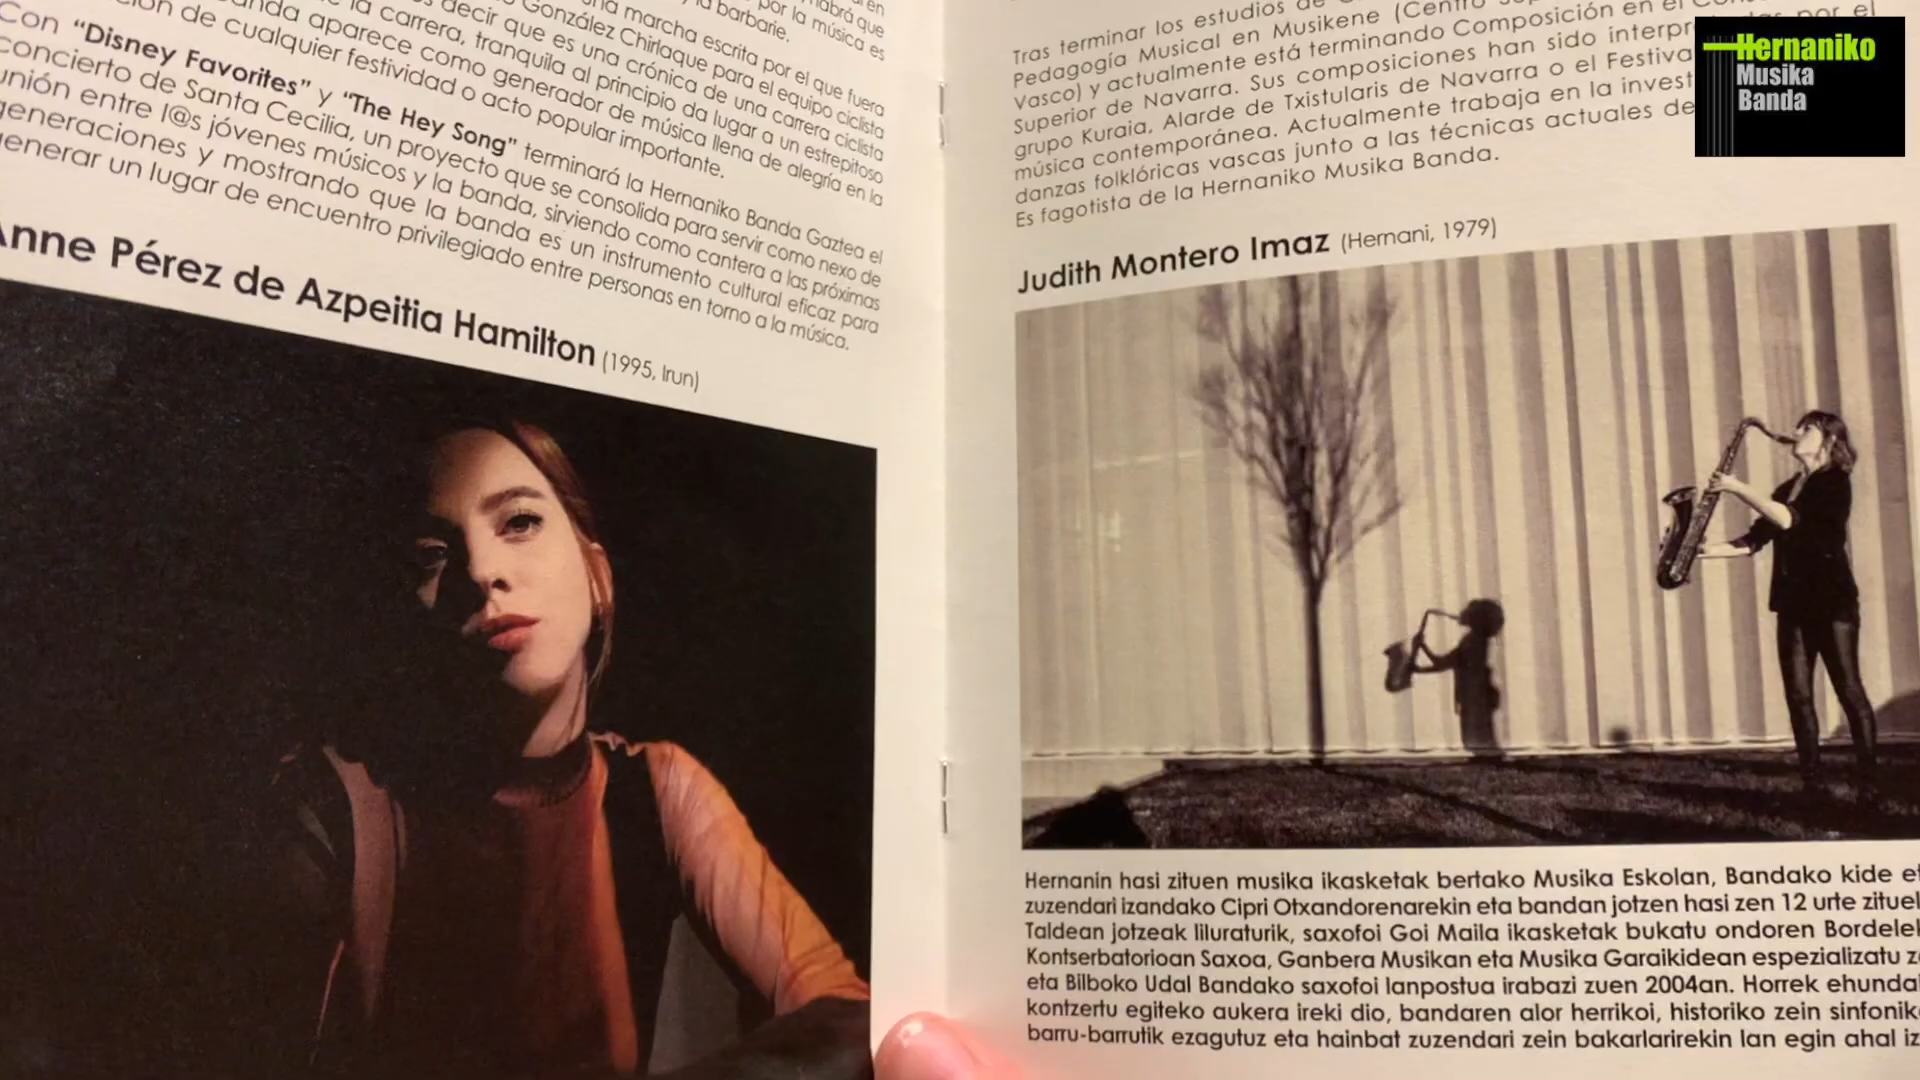 habrá que
por la música es
y la barbarie.
una marcha escrita por el que fuera
González Chirlaque para el equipo ciclista
decir que es una crónica de una carrera ciclista
la carrera, tranquila al principio da lugar a un estrepitoso
aparece como generador de música llena de alegría en la
de cualquier festividad o acto popular importante.
Con “Disney Favorites” y “The Hey Song” terminará la Hernaniko Banda Gaztea el
concierto de Santa Cecilia, un proyecto que se consolida para servir como nexo de
unión entre l@s jóvenes músicos y la banda, sirviendo como cantera a las próximas
generaciones y mostrando que la banda es un instrumento cultural eficaz para
generar un lugar de encuentro privilegiado entre personas en torno a la música.
Anne Pérez de Azpeitia Hamilton (1995, Irun)
Tras terminar los estudios de
Pedagogía Musical en Musikene (Centro
Vasco) y actualmente está terminando Composición en el
Superior de Navarra. Sus composiciones han sido por el
grupo Kuraia, Alarde de Txistularis de Navarra o el
música contemporánea. Actualmente trabaja en la
danzas folklóricas vascas junto a las técnicas actuales de
Es fagotista de la Hernaniko Musika Banda.
Judith Montero Imaz (Hernani, 1979)
Hernanin hasi zituen musika ikasketak bertako Musika Eskolan, Bandako kide
zuzendari izandako Cipri Otxandorenarekin eta bandan jotzen hasi zen 12 urte
Taldean jotzeak liluraturik, saxofoi Goi Maila ikasketak bukatu ondoren
Kontserbatorioan Saxoa, Ganbera Musikan eta Musika Garaikidean espezializatu
eta Bilboko Udal Bandako saxofoi lanpostua irabazi zuen 2004an. Horrek
kontzertu egiteko aukera ireki dio, bandaren alor herrikoi, historiko zein
barru-barrutik ezagutuz eta hainbat zuzendari zein bakarlarirekin lan egin ahal
Hernaniko
Musika
Banda